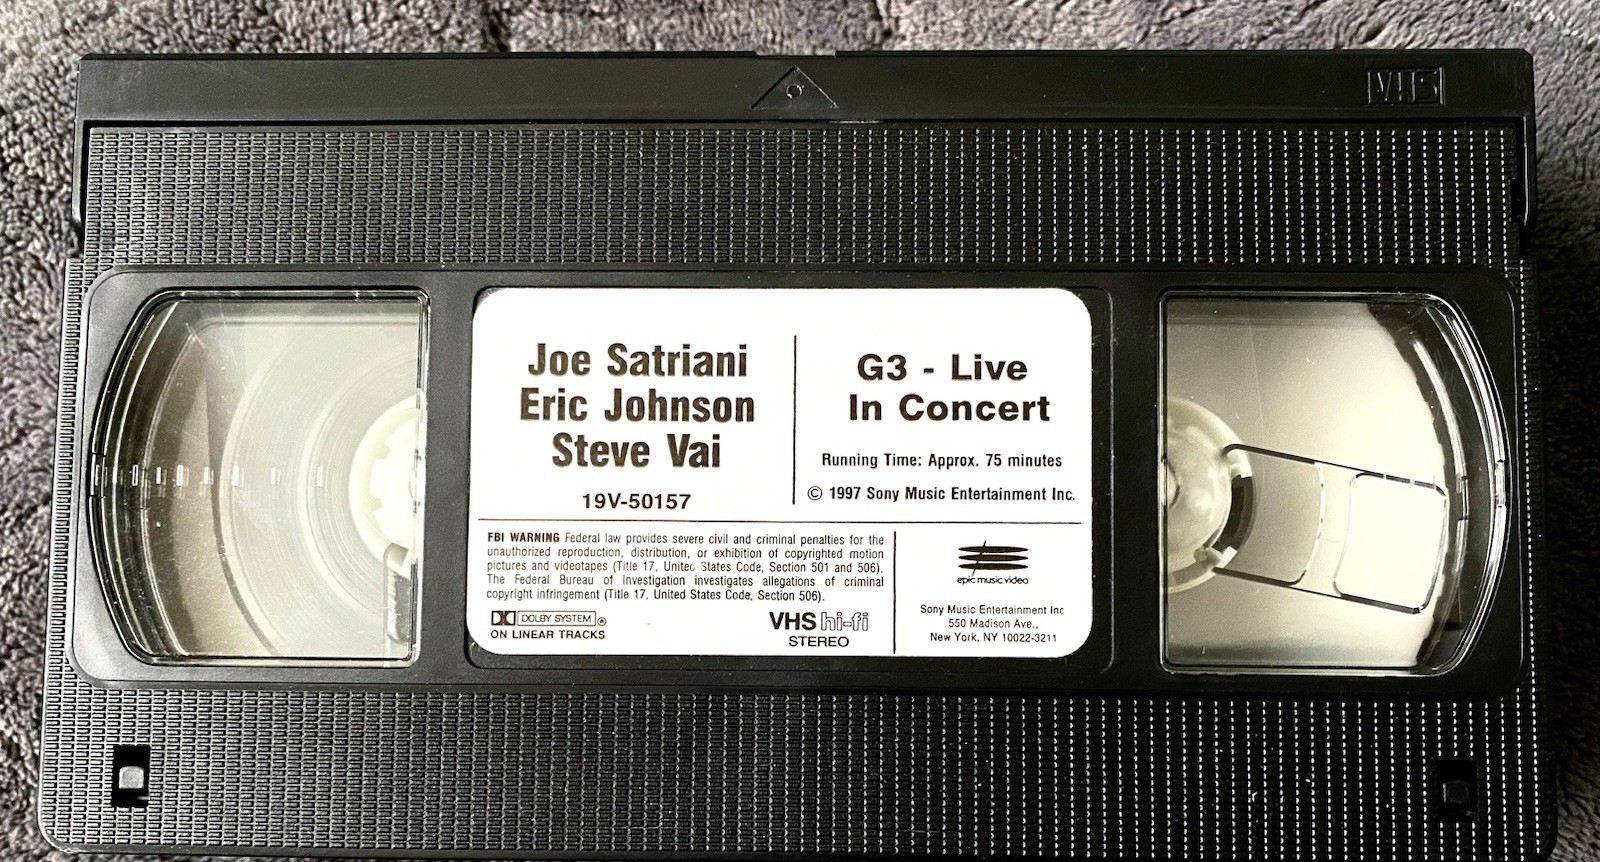 VHS
Joe Satriani
Eric Johnson
Steve Vai
19V-50157
G3 - Live
In Concert
Running Time: Approx. 75 minutes
© 1997 Sony Music Entertainment Inc.
FBI WARNING Federal law provides severe civil and criminal penalties for the
unauthorized reproduction, distribution, or exhibition of copyrighted motion
pictures and videotapes (Title 17, United States Code, Section 501 and 506).
The Federal Bureau of Investigation investigates allegations of criminal
copyright infringement (Title 17, United States Code, Section 506).
DOLBY SYSTEM ®
ON LINEAR TRACKS
VHS hi-fi
STEREO
epic music video
Sony Music Entertainment Inc
550 Madison Ave.,
New York, NY 10022-3211